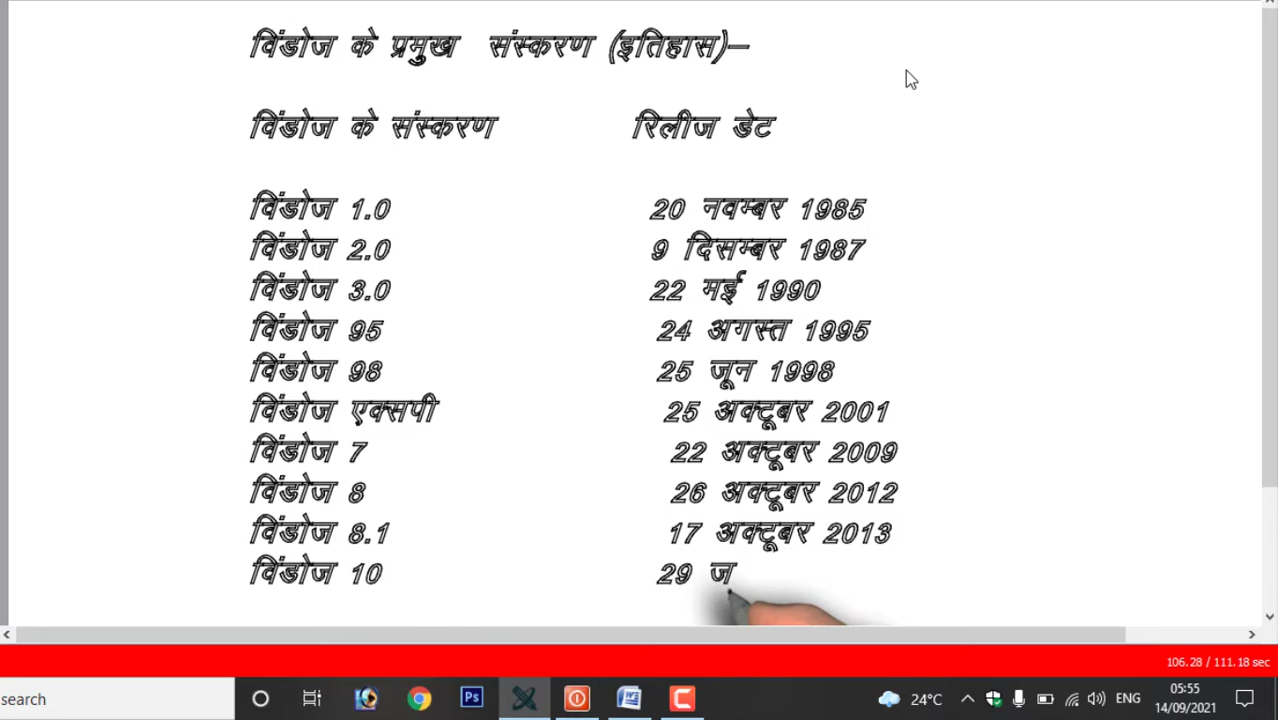 विंडोज के प्रमुख संस्करण (इतिहास)–
विंडोज के संस्करण रिलीज डेट
विंडोज 1.0 20 नवम्बर 1985
विंडोज 2.0 9 दिसम्बर 1987
विंडोज 3.0 22 मई 1990
विंडोज 95 24 अगस्त 1995
विंडोज 98 25 जून 1998
विंडोज एक्सपी 25 अक्टूबर 2001
विंडोज 7 22 अक्टूबर 2009
विंडोज 8 26 अक्टूबर 2012
विंडोज 8.1 17 अक्टूबर 2013
विंडोज 10 29 ज
106.28 / 111.18 sec
search Ps 24°C ENG 05:55
14/09/2021